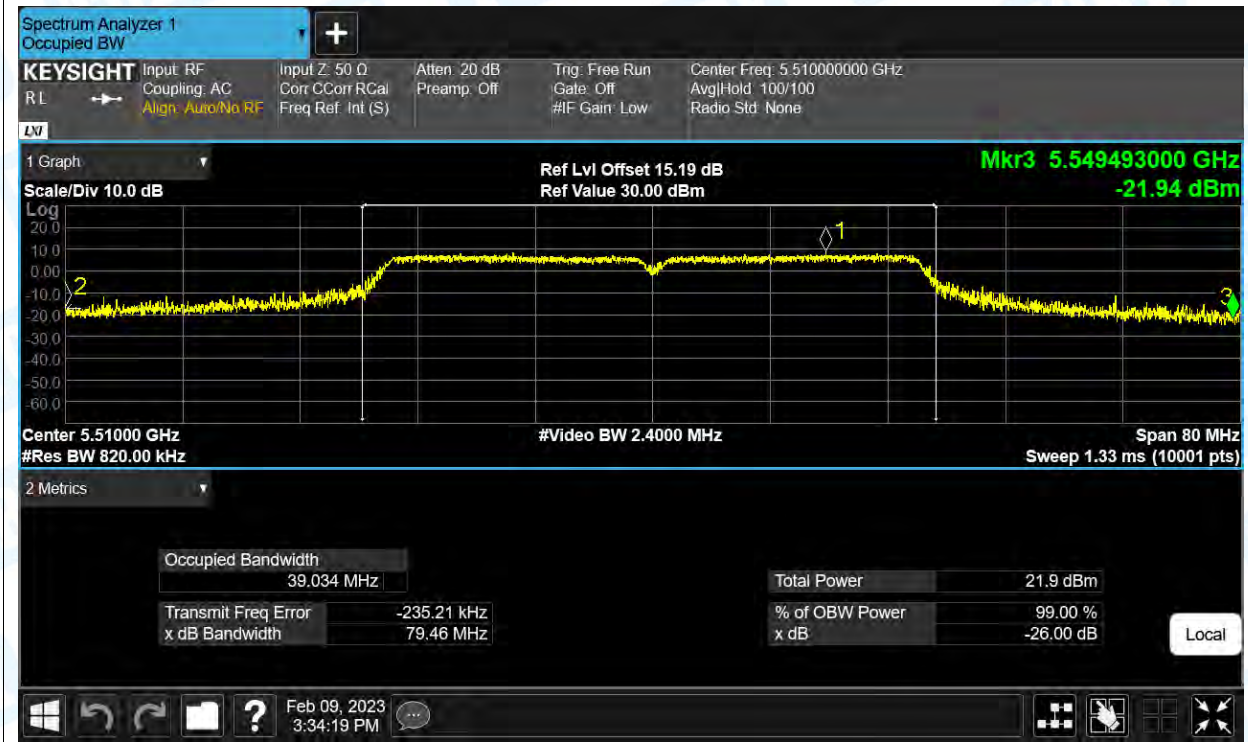 Spectrum Analyzer 1
Occupied BW
KEYSIGHT
R L
LXI
Input: RF
Coupling: AC
Align: Auto/No RF
Input Z: 50 Ω
Corr CCorr RCal
Freq Ref: Int (S)
Atten: 20 dB
Preamp: Off
Trig: Free Run
Gate: Off
#IF Gain: Low
Center Freq: 5.510000000 GHz
Avg|Hold: 100/100
Radio Std: None
1 Graph
Scale/Div 10.0 dB
Ref Lvl Offset 15.19 dB
Ref Value 30.00 dBm
Mkr3 5.549493000 GHz
-21.94 dBm
Log
20.0
10.0
0.00
-10.0
-20.0
-30.0
-40.0
-50.0
-60.0
1
2
3
Center 5.51000 GHz
#Video BW 2.4000 MHz
Span 80 MHz
#Res BW 820.00 kHz
Sweep 1.33 ms (10001 pts)
2 Metrics
Occupied Bandwidth
39.034 MHz
Transmit Freq Error -235.21 kHz
x dB Bandwidth 79.46 MHz
Total Power 21.9 dBm
% of OBW Power 99.00 %
x dB -26.00 dB
Local
?
Feb 09, 2023
3:34:19 PM